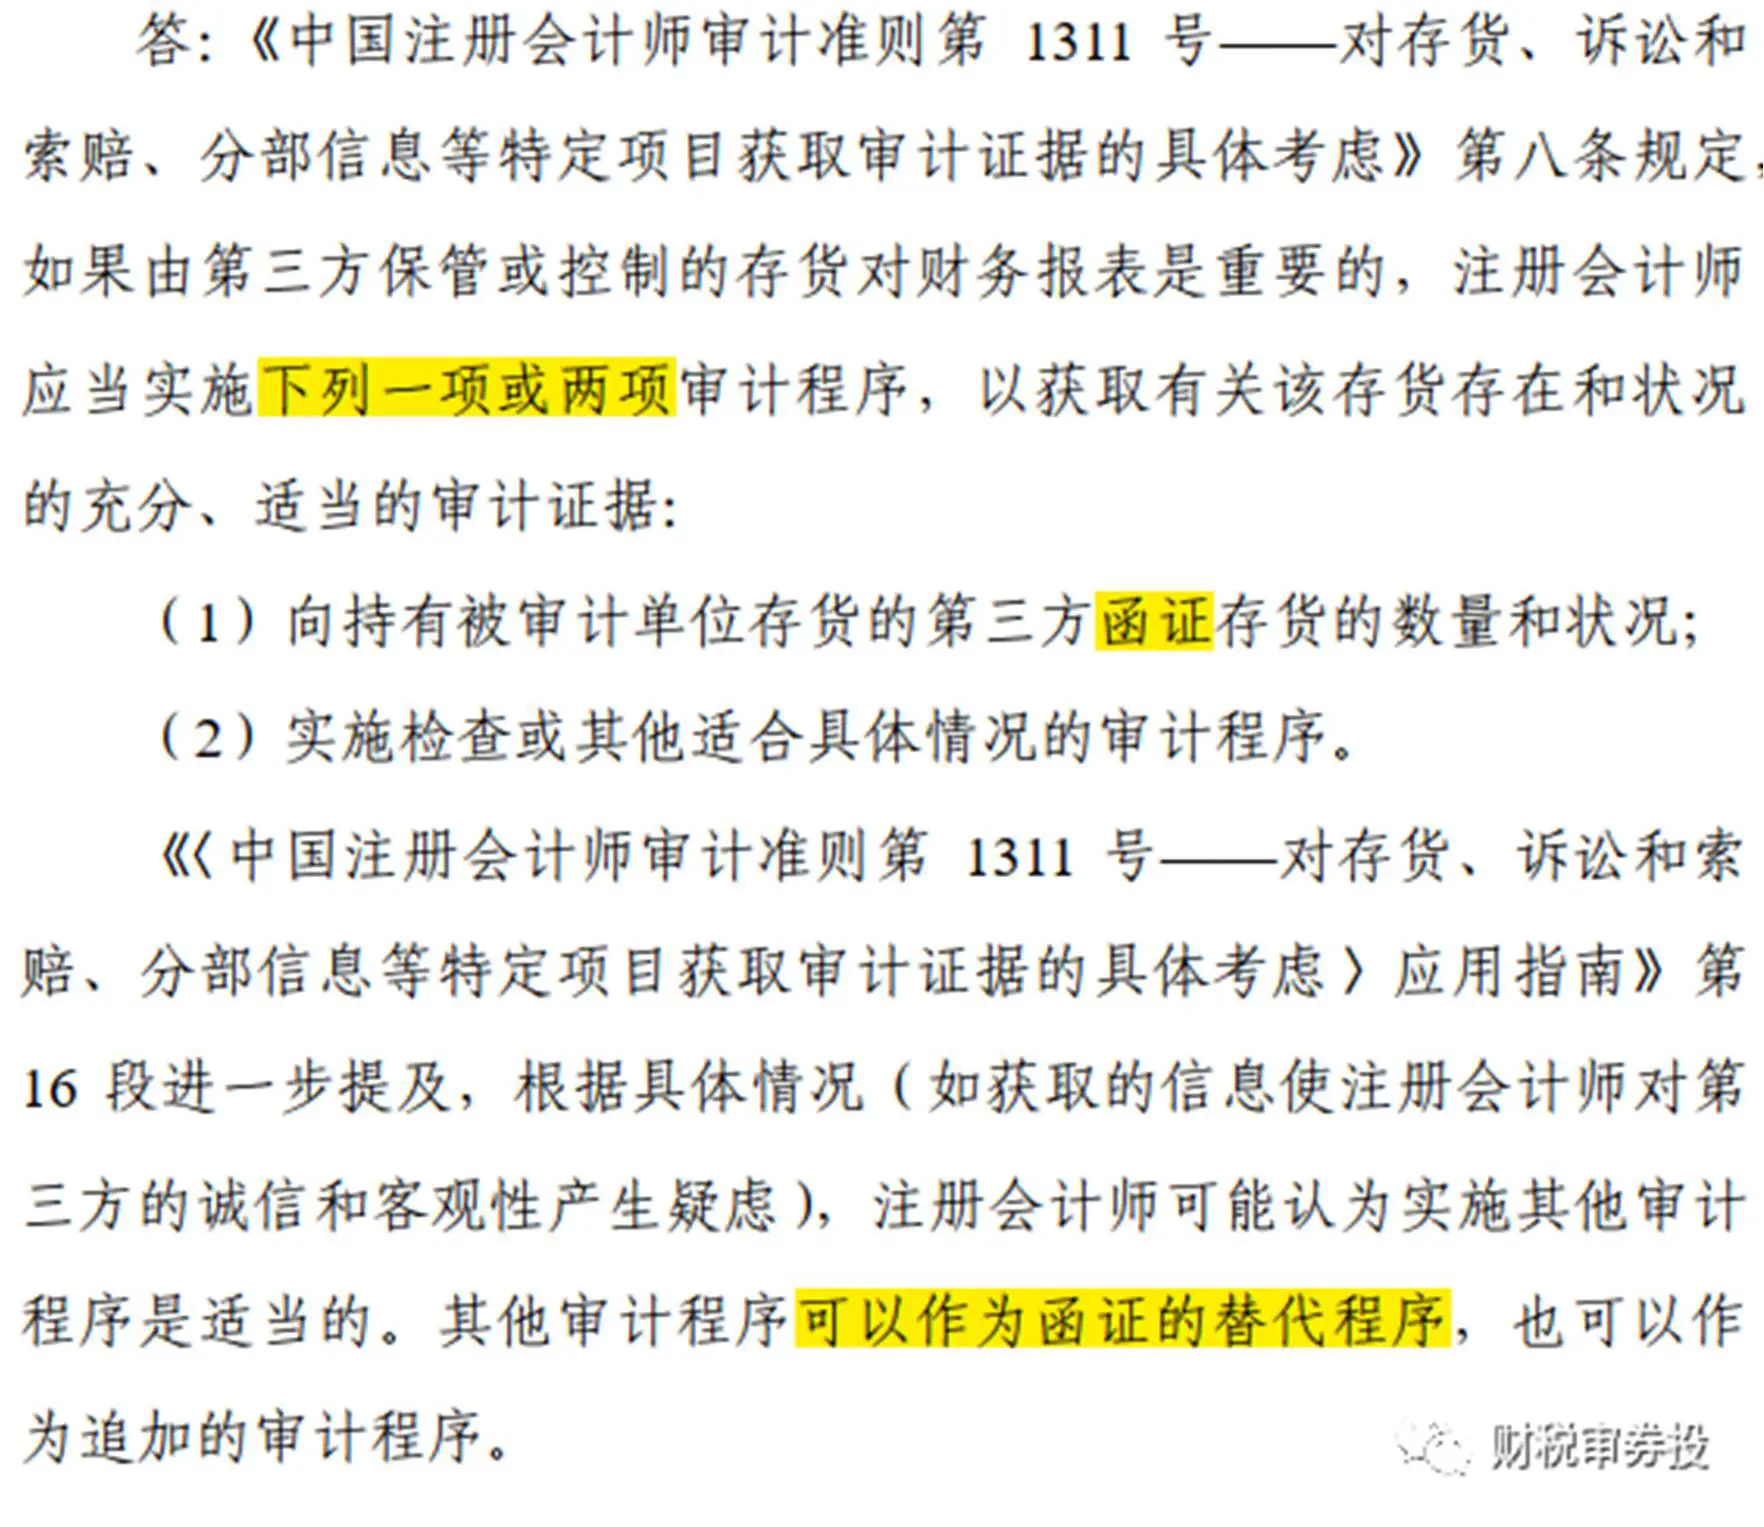 答：《中国注册会计师审计准则第 1311 号——对存货、诉讼和
索赔、分部信息等特定项目获取审计证据的具体考虑》第八条规定，
如果由第三方保管或控制的存货对财务报表是重要的，注册会计师
应当实施下列一项或两项审计程序，以获取有关该存货存在和状况
的充分、适当的审计证据：
（1）向持有被审计单位存货的第三方函证存货的数量和状况；
（2）实施检查或其他适合具体情况的审计程序。
《〈中国注册会计师审计准则第 1311 号——对存货、诉讼和索
赔、分部信息等特定项目获取审计证据的具体考虑〉应用指南》第
16 段进一步提及，根据具体情况（如获取的信息使注册会计师对第
三方的诚信和客观性产生疑虑），注册会计师可能认为实施其他审计
程序是适当的。其他审计程序可以作为函证的替代程序，也可以作
为追加的审计程序。
财税审券投